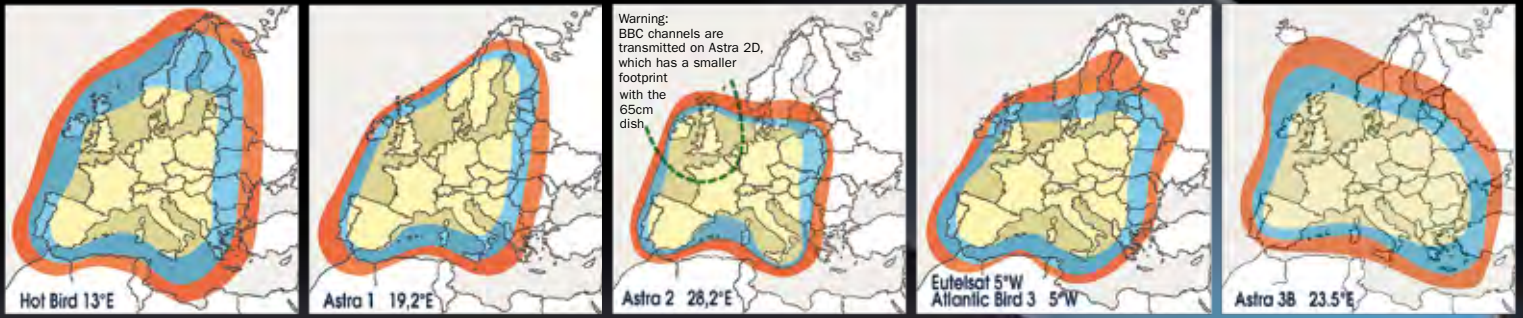 Warning:
BBC channels are
transmitted on Astra 2D,
which has a smaller
footprint
with the
65cm
dish
Hot Bird 13°E
Astra 1 19,2°E
Astra 2 28,2°E
Eutelsat 5°W
Atlantic Bird 3 5°W
Astra 3B 23.5°E